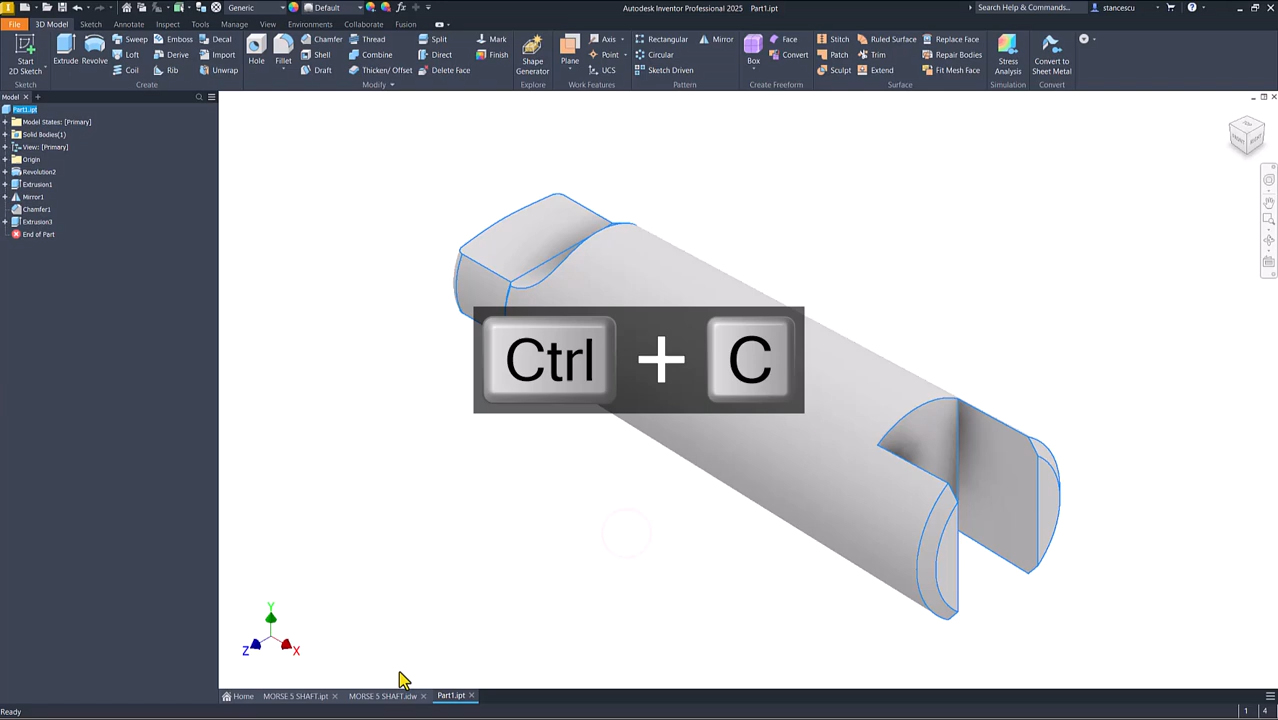 Generic
Default
Autodesk Inventor Professional 2025 Part1.ipt
Search Help & Commands...
stancescu
File
3D Model
Sketch
Annotate
Inspect
Tools
Manage
View
Environments
Collaborate
Fusion
Start
2D Sketch
Extrude
Revolve
Sweep
Loft
Coil
Emboss
Derive
Rib
Decal
Import
Unwrap
Hole
Fillet
Chamfer
Shell
Draft
Thread
Combine
Thicken/ Offset
Split
Direct
Delete Face
Mark
Finish
Shape
Generator
Plane
Axis
Point
UCS
Rectangular
Circular
Sketch Driven
Mirror
Box
Face
Convert
Stitch
Patch
Sculpt
Ruled Surface
Trim
Extend
Replace Face
Repair Bodies
Fit Mesh Face
Stress
Analysis
Convert to
Sheet Metal
Sketch
Create
Modify
Explore
Work Features
Pattern
Create Freeform
Surface
Simulation
Convert
Model
Part1.ipt
Model States: [Primary]
Solid Bodies(1)
View: [Primary]
Origin
Revolution2
Extrusion1
Mirror1
Chamfer1
Extrusion3
End of Part
TOP
FRONT
RIGHT
Ctrl + C
Y
Z
X
Home
MORSE 5 SHAFT.ipt
MORSE 5 SHAFT.idw
Part1.ipt
Ready
1
4